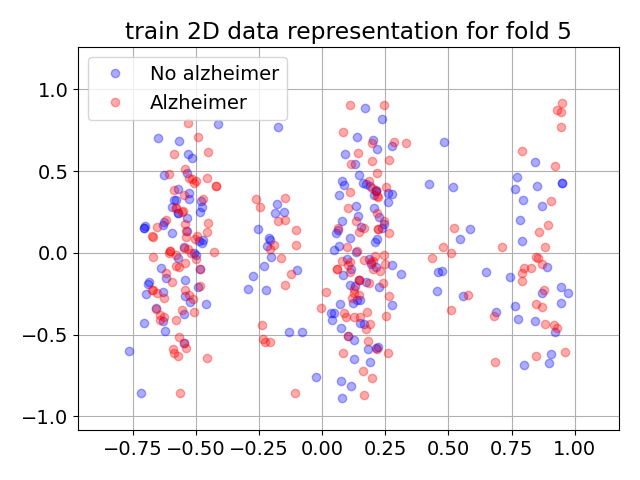 train 2D data representation for fold 5
No alzheimer
Alzheimer
1.0
0.5
0.0
−0.5
−1.0
−0.75 −0.50 −0.25 0.00 0.25 0.50 0.75 1.00